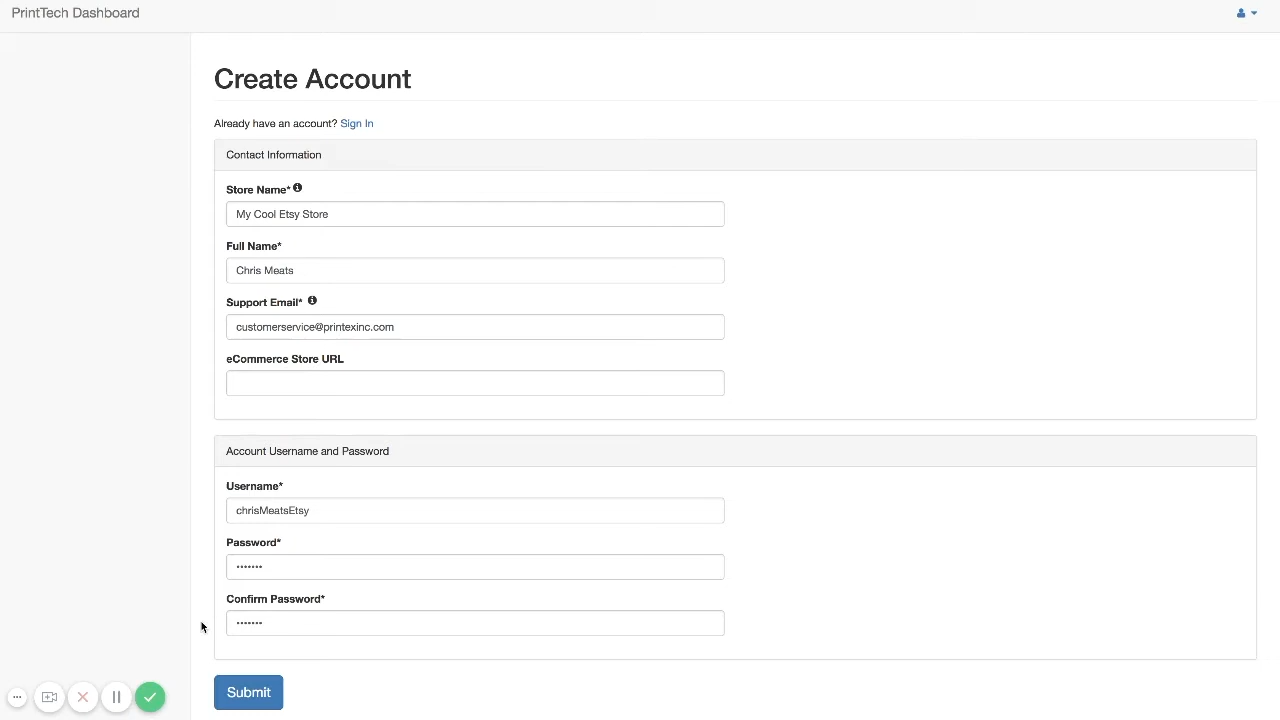 PrintTech Dashboard
Create Account
Already have an account? Sign In
Contact Information
Store Name*
My Cool Etsy Store
Full Name*
Chris Meats
Support Email*
customerservice@printexinc.com
eCommerce Store URL
Account Username and Password
Username*
chrisMeatsEtsy
Password*
•••••••
Confirm Password*
•••••••
Submit